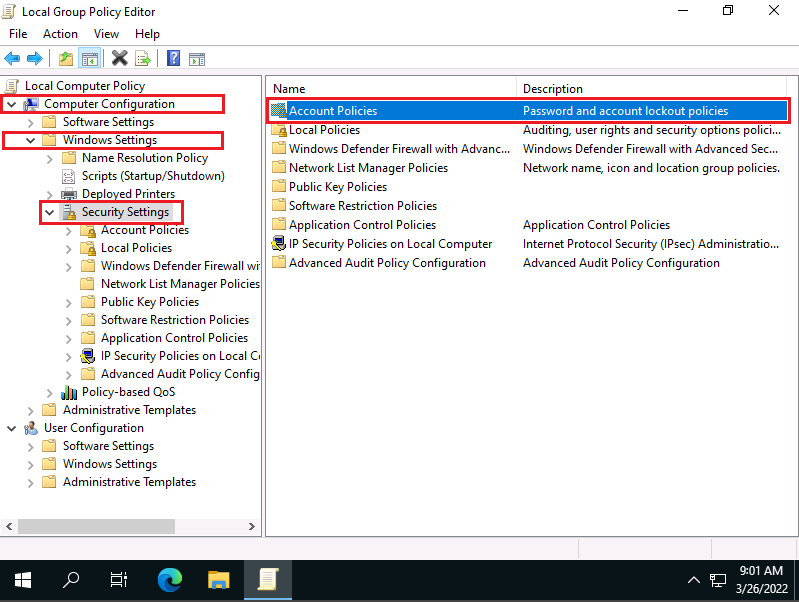 Local Group Policy Editor
File Action View Help
Local Computer Policy
Computer Configuration
Software Settings
Windows Settings
Name Resolution Policy
Scripts (Startup/Shutdown)
Deployed Printers
Security Settings
Account Policies
Local Policies
Windows Defender Firewall wi
Network List Manager Policies
Public Key Policies
Software Restriction Policies
Application Control Policies
IP Security Policies on Local Co
Advanced Audit Policy Config
Policy-based QoS
Administrative Templates
User Configuration
Software Settings
Windows Settings
Administrative Templates
Name Description
Account Policies Password and account lockout policies
Local Policies Auditing, user rights and security options polici...
Windows Defender Firewall with Advanc... Windows Defender Firewall with Advanced Sec...
Network List Manager Policies Network name, icon and location group policies.
Public Key Policies
Software Restriction Policies
Application Control Policies Application Control Policies
IP Security Policies on Local Computer Internet Protocol Security (IPsec) Administratio...
Advanced Audit Policy Configuration Advanced Audit Policy Configuration
9:01 AM
3/26/2022